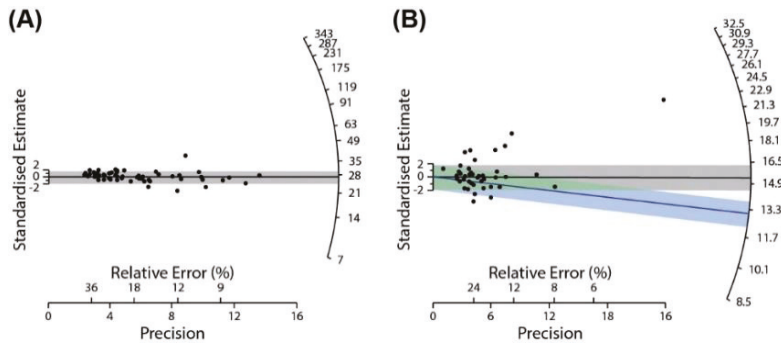 (A)
Standardised Estimate
2
0
-2
343
287
231
175
119
91
63
49
35
28
21
14
7
Relative Error (%)
36 18 12 9
0 4 8 12 16
Precision
(B)
Standardised Estimate
2
0
-2
32.5
30.9
29.3
27.7
26.1
24.5
22.9
21.3
19.7
18.1
16.5
14.9
13.3
11.7
10.1
8.5
Relative Error (%)
24 12 8 6
0 6 12 18 16
Precision